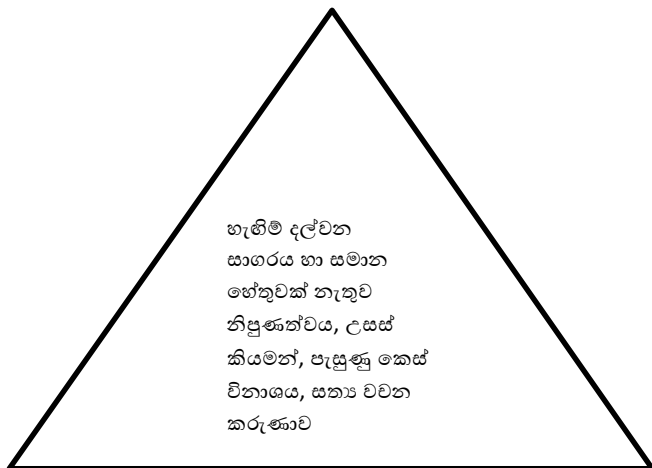 හැඟිම් දල්වන
සාගරය හා සමාන
හේතුවක් නැතුව
නිපුණත්වය, උසස්
කියමන්, පැසුණු කෙස්
විනාශය, සත්‍ය වචන
කරුණාව